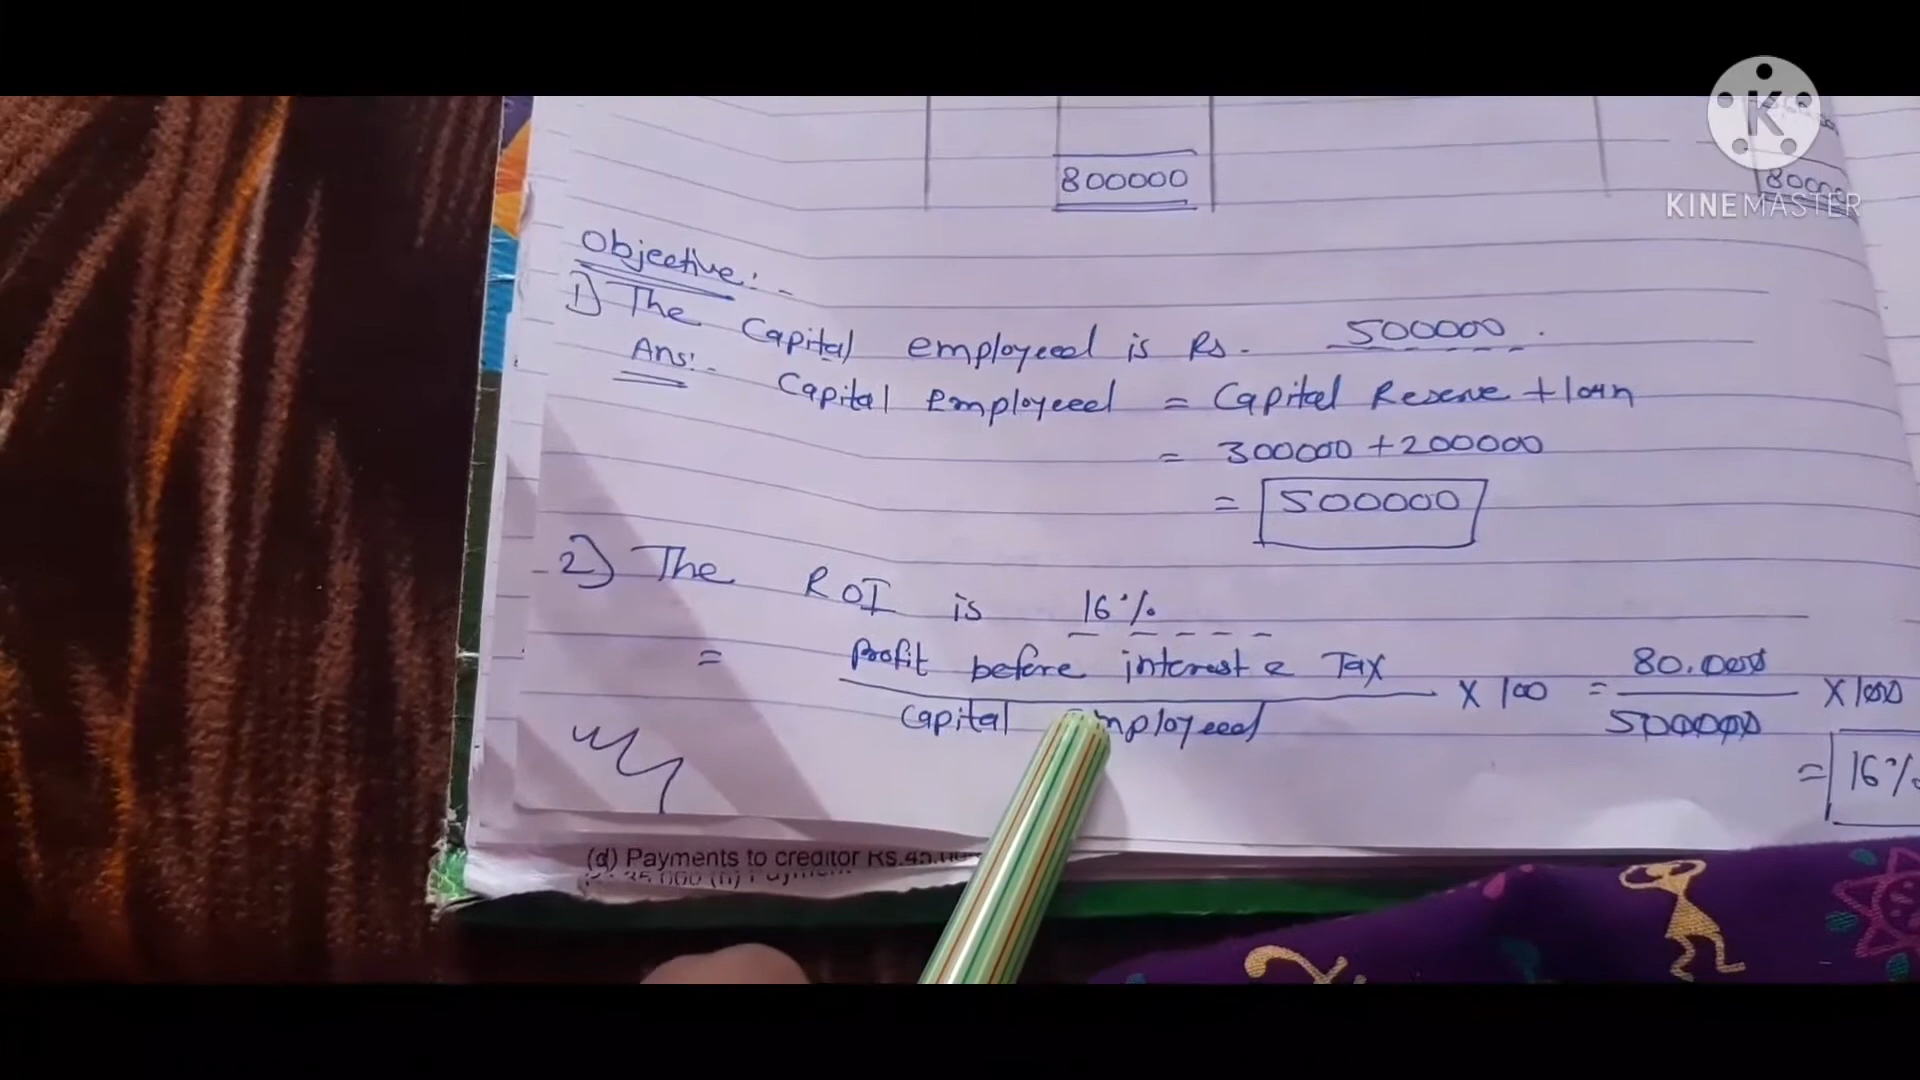 K
KINEMASTER
800000
Objective:-
1) The Capital employeed is Rs. 500000.
Ans:- Capital Employeed = Capital Reserve + loan
= 300000 + 200000
= 500000
2) The ROI is 16%
= Profit before interest & Tax / Capital employeed X 100 = 80.000 / 500000 X 100
= 16%
(d) Payments to creditor Rs.45